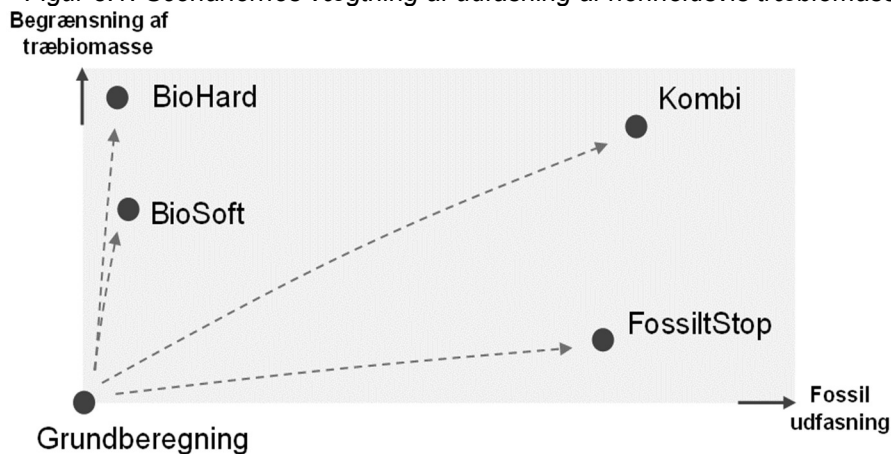 Begrænsning af
træbiomasse
BioHard
Kombi
BioSoft
FossiltStop
Fossil
udfasning
Grundberegning